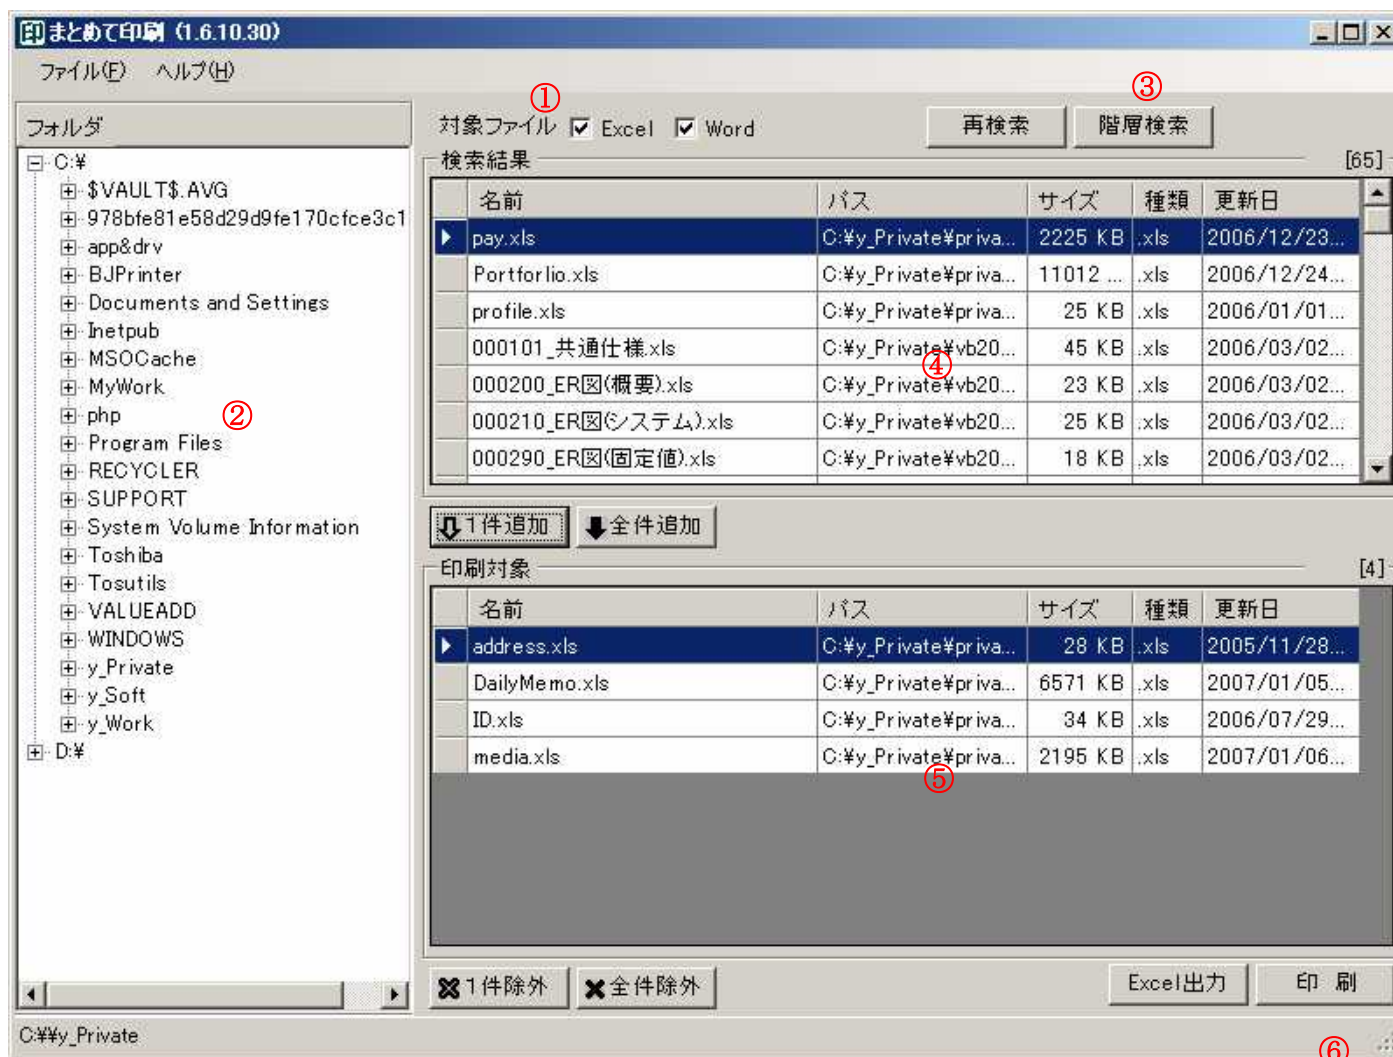 印 まとめて印刷 (1.6.10.30)
ファイル(F) ヘルプ(H)
フォルダ
C:¥
$VAULT$.AVG
978bfe81e58d29d9fe170cfce3c1
app&drv
BJPrinter
Documents and Settings
Inetpub
MSOCache
MyWork
php
②
Program Files
RECYCLER
SUPPORT
System Volume Information
Toshiba
Tosutils
VALUEADD
WINDOWS
y_Private
y_Soft
y_Work
D:¥
① ③
対象ファイル Excel Word 再検索 階層検索
検索結果 [65]
名前 パス サイズ 種類 更新日
pay.xls C:¥y_Private¥priva... 2225 KB .xls 2006/12/23...
Portforlio.xls C:¥y_Private¥priva... 11012 ... .xls 2006/12/24...
profile.xls C:¥y_Private¥priva... 25 KB .xls 2006/01/01...
000101_共通仕様.xls C:¥y_Private¥vb20... 45 KB .xls 2006/03/02...
④
000200_ER図(概要).xls C:¥y_Private¥vb20... 23 KB .xls 2006/03/02...
000210_ER図(システム).xls C:¥y_Private¥vb20... 25 KB .xls 2006/03/02...
000290_ER図(固定値).xls C:¥y_Private¥vb20... 18 KB .xls 2006/03/02...
1件追加 全件追加
印刷対象 [4]
名前 パス サイズ 種類 更新日
address.xls C:¥y_Private¥priva... 28 KB .xls 2005/11/28...
DailyMemo.xls C:¥y_Private¥priva... 6571 KB .xls 2007/01/05...
ID.xls C:¥y_Private¥priva... 34 KB .xls 2006/07/29...
media.xls C:¥y_Private¥priva... 2195 KB .xls 2007/01/06...
⑤
1件除外 全件除外 Excel出力 印 刷
C:¥¥y_Private
⑥